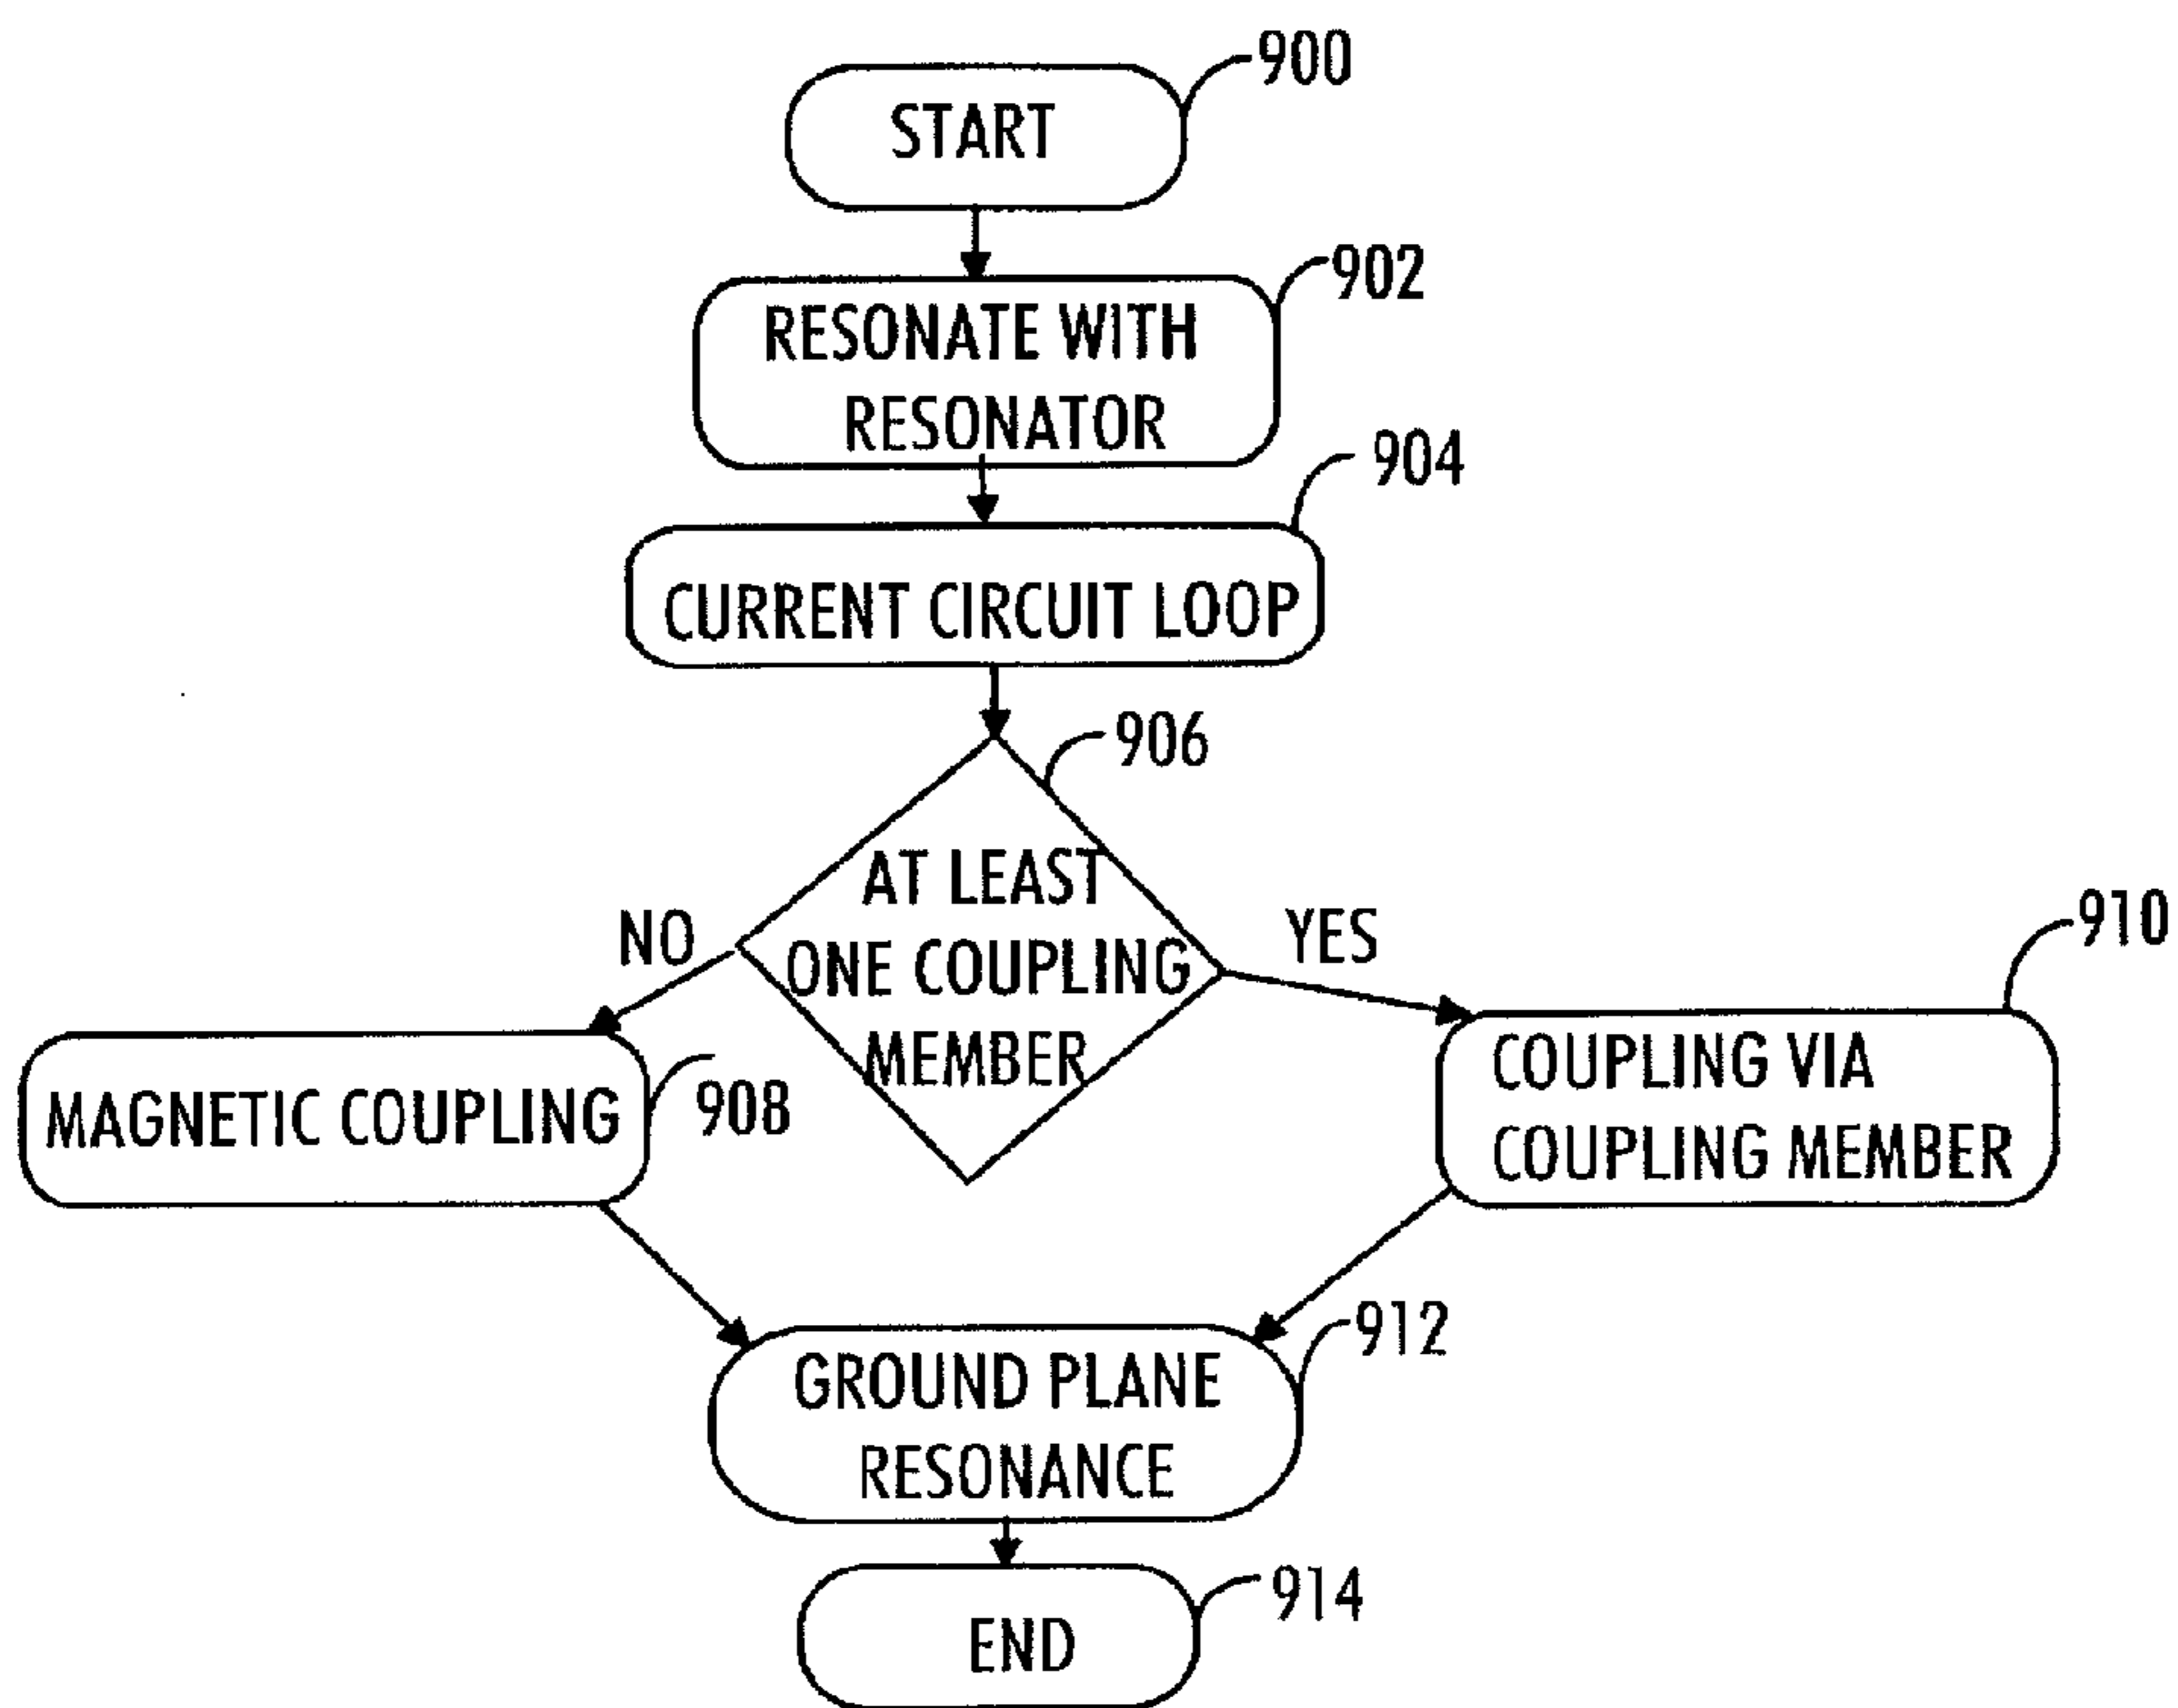 START
900
RESONATE WITH
RESONATOR
902
CURRENT CIRCUIT LOOP
904
AT LEAST
ONE COUPLING
MEMBER
906
NO
YES
MAGNETIC COUPLING
908
COUPLING VIA
COUPLING MEMBER
910
GROUND PLANE
RESONANCE
912
END
914